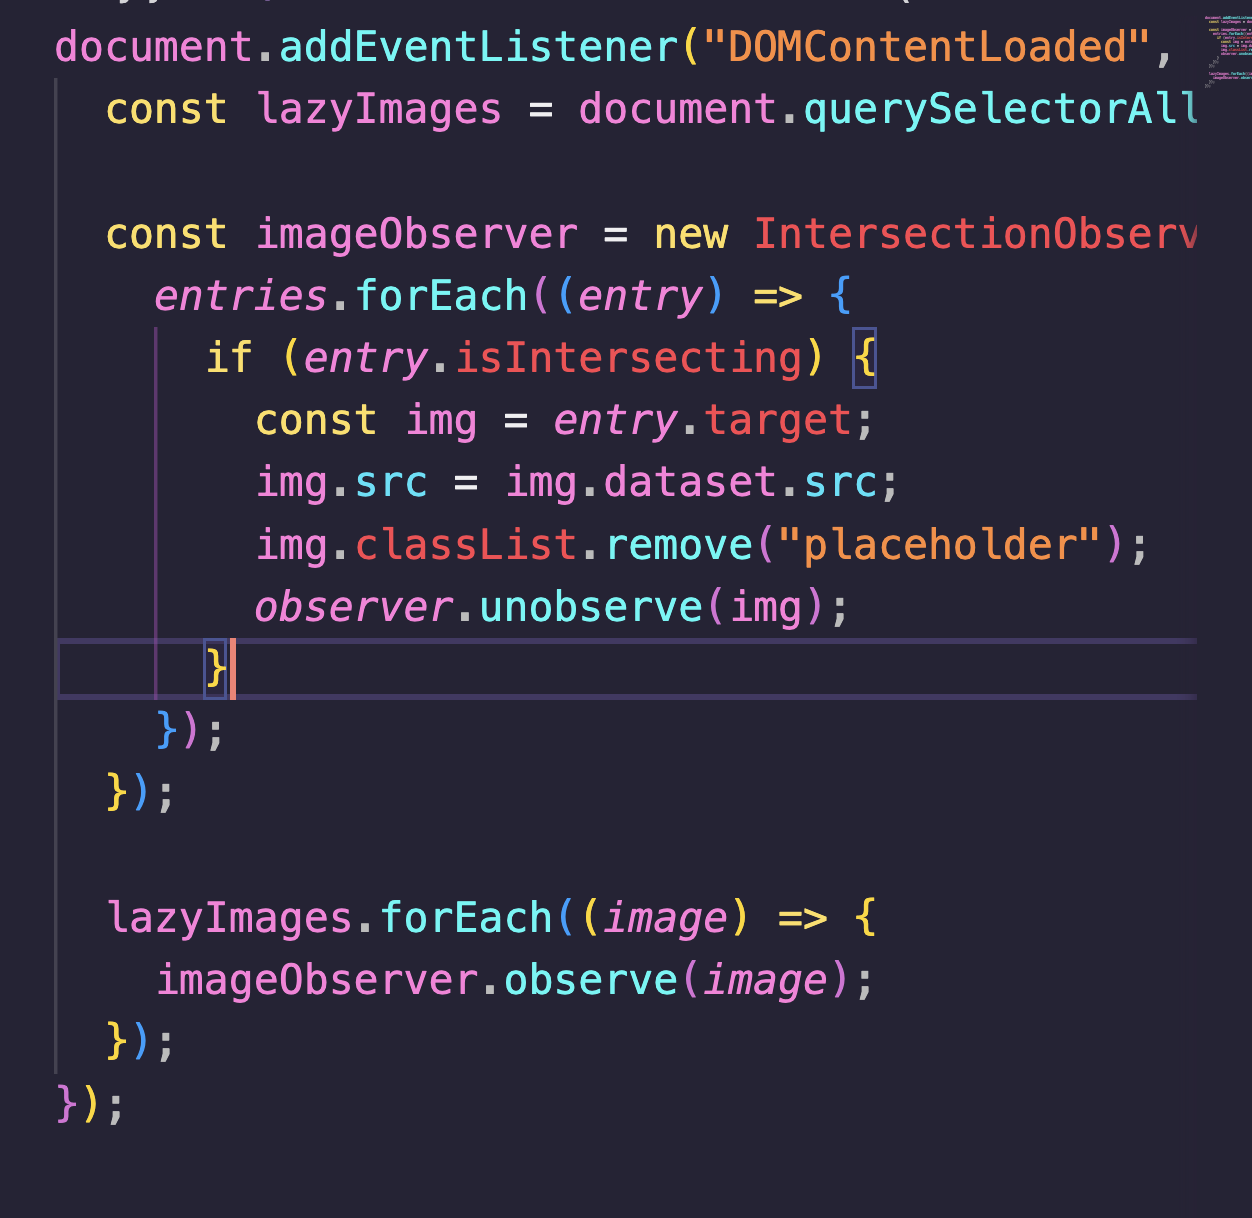 document.addEventListener("DOMContentLoaded",
  const lazyImages = document.querySelectorAll

  const imageObserver = new IntersectionObserv
    entries.forEach((entry) => {
      if (entry.isIntersecting) {
        const img = entry.target;
        img.src = img.dataset.src;
        img.classList.remove("placeholder");
        observer.unobserve(img);
      }
    });
  });

  lazyImages.forEach((image) => {
    imageObserver.observe(image);
  });
});